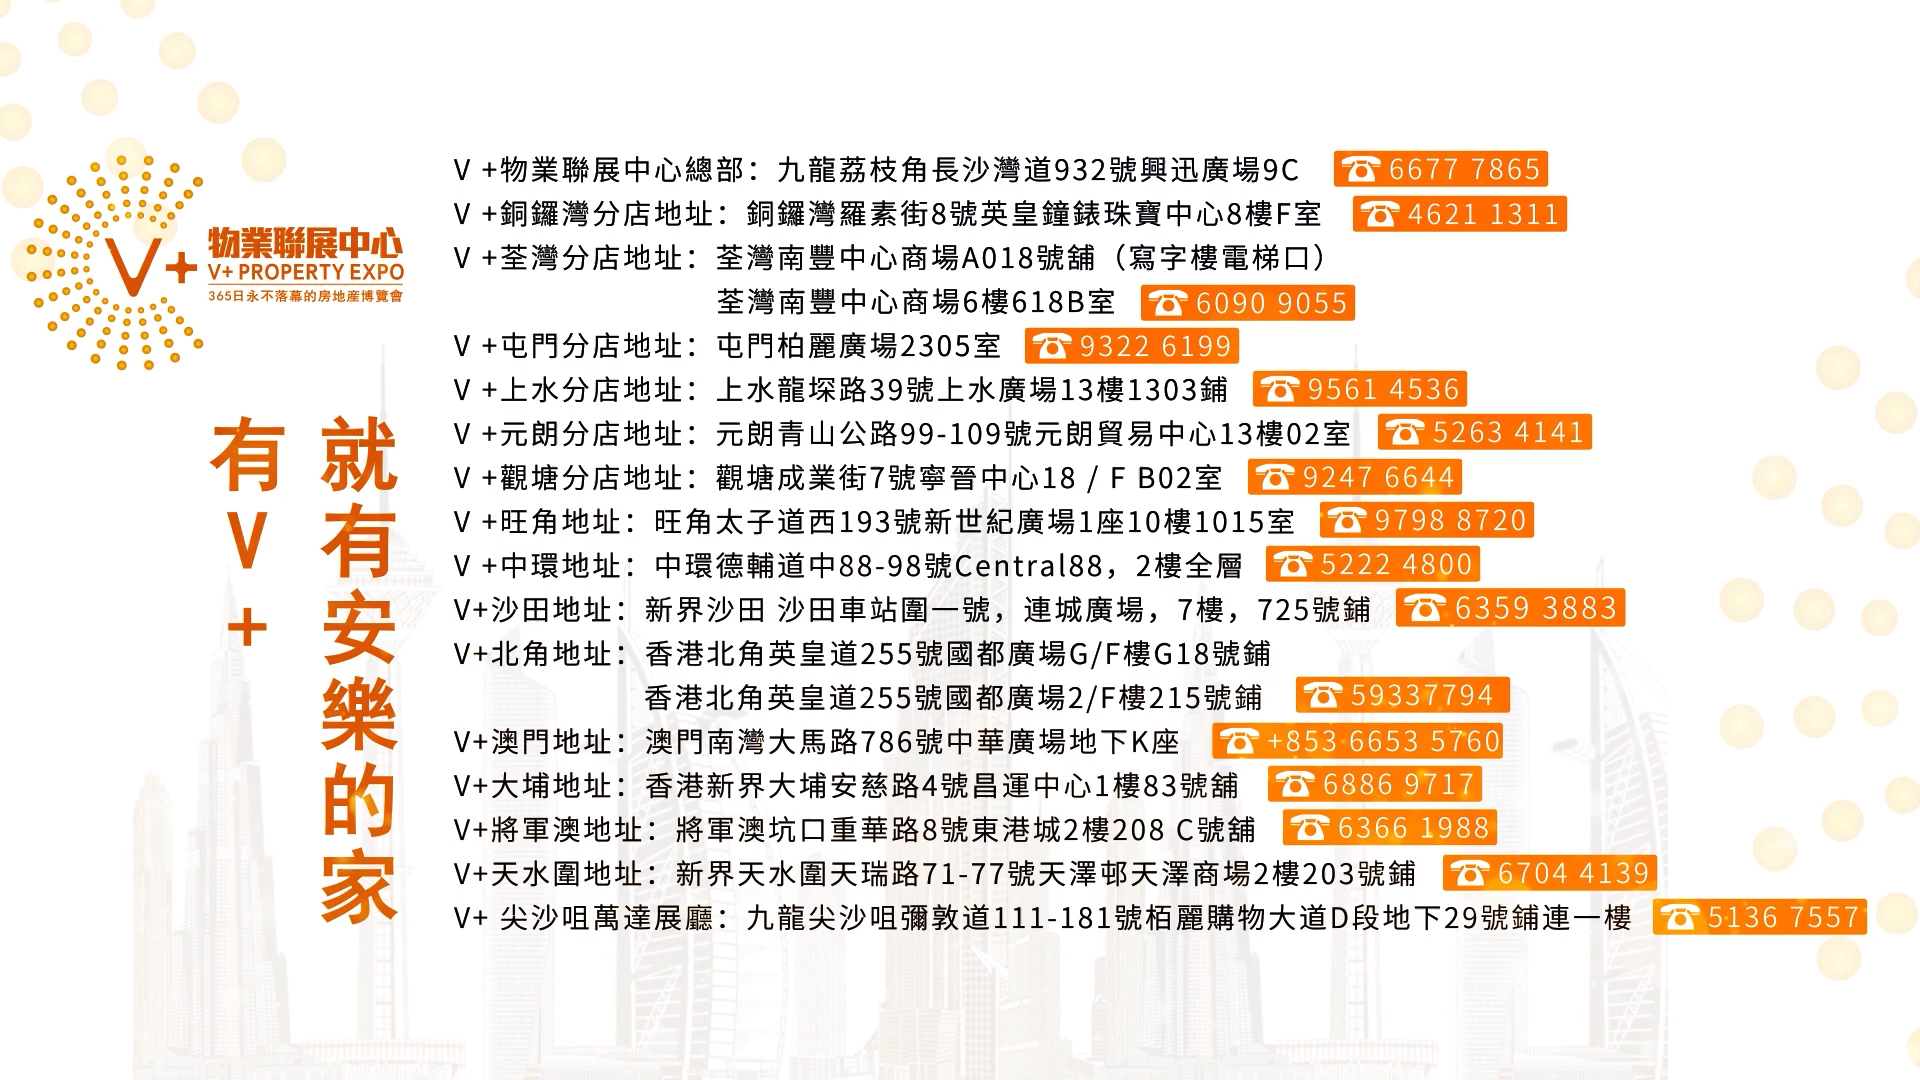 物業聯展中心
V+
V+ PROPERTY EXPO
365日永不落幕的房地産博覽會
有V+
就有安樂的家
V +物業聯展中心總部：九龍荔枝角長沙灣道932號興迅廣場9C ☎ 6677 7865
V +銅鑼灣分店地址：銅鑼灣羅素街8號英皇鐘錶珠寶中心8樓F室 ☎ 4621 1311
V +荃灣分店地址：荃灣南豐中心商場A018號舖（寫字樓電梯口）
荃灣南豐中心商場6樓618B室 ☎ 6090 9055
V +屯門分店地址：屯門柏麗廣場2305室 ☎ 9322 6199
V +上水分店地址：上水龍堔路39號上水廣場13樓1303鋪 ☎ 9561 4536
V +元朗分店地址：元朗青山公路99-109號元朗貿易中心13樓02室 ☎ 5263 4141
V +觀塘分店地址：觀塘成業街7號寧晉中心18 / F B02室 ☎ 9247 6644
V +旺角地址：旺角太子道西193號新世紀廣場1座10樓1015室 ☎ 9798 8720
V +中環地址：中環德輔道中88-98號Central88，2樓全層 ☎ 5222 4800
V+沙田地址：新界沙田 沙田車站圍一號，連城廣場，7樓，725號鋪 ☎ 6359 3883
V+北角地址：香港北角英皇道255號國都廣場G/F樓G18號鋪
香港北角英皇道255號國都廣場2/F樓215號鋪 ☎ 59337794
V+澳門地址：澳門南灣大馬路786號中華廣場地下K座 ☎ +853 6653 5760
V+大埔地址：香港新界大埔安慈路4號昌運中心1樓83號舖 ☎ 6886 9717
V+將軍澳地址：將軍澳坑口重華路8號東港城2樓208 C號舖 ☎ 6366 1988
V+天水圍地址：新界天水圍天瑞路71-77號天澤邨天澤商場2樓203號鋪 ☎ 6704 4139
V+ 尖沙咀萬達展廳：九龍尖沙咀彌敦道111-181號栢麗購物大道D段地下29號鋪連一樓 ☎ 5136 7557